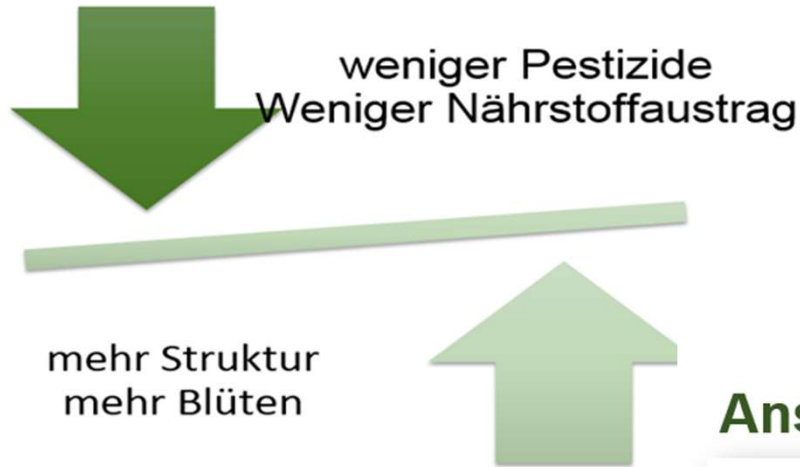 weniger Pestizide
Weniger Nährstoffaustrag
mehr Struktur
mehr Blüten